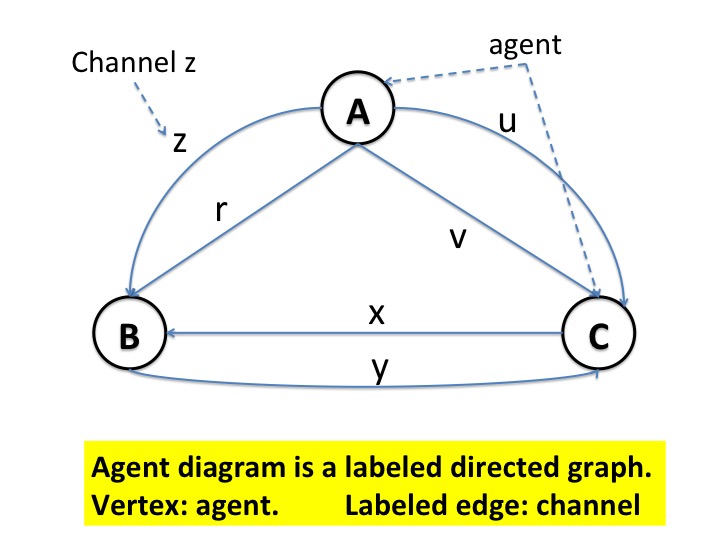 agent
Channel z
A
u
z
r
v
x
B
C
y
Agent diagram is a labeled directed graph.
Vertex: agent. Labeled edge: channel